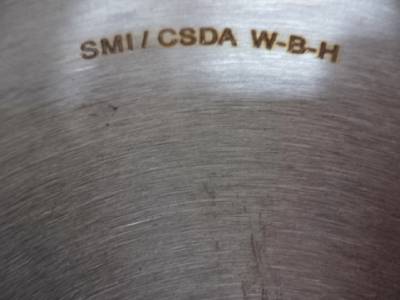 SMI / CSDA W-B-H